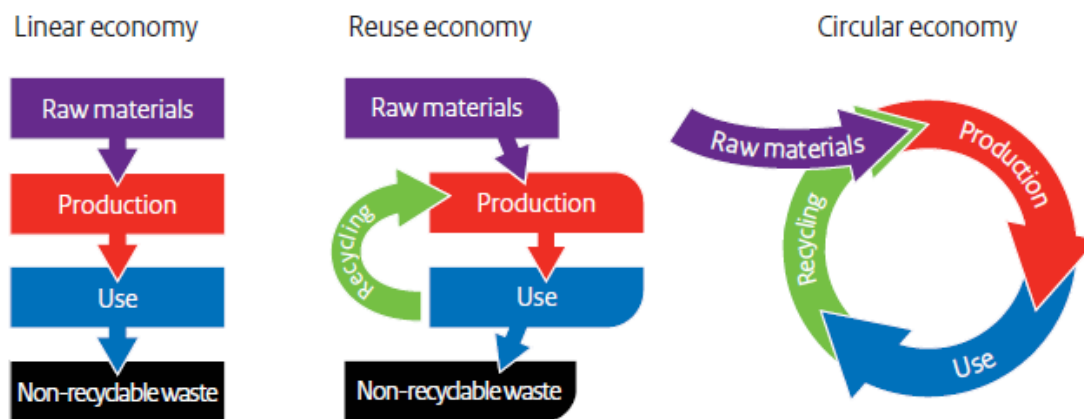 Linear economy
Raw materials
Production
Use
Non-recyclable waste
Reuse economy
Raw materials
Production
Recycling
Use
Non-recyclable waste
Circular economy
Raw materials
Production
Use
Recycling